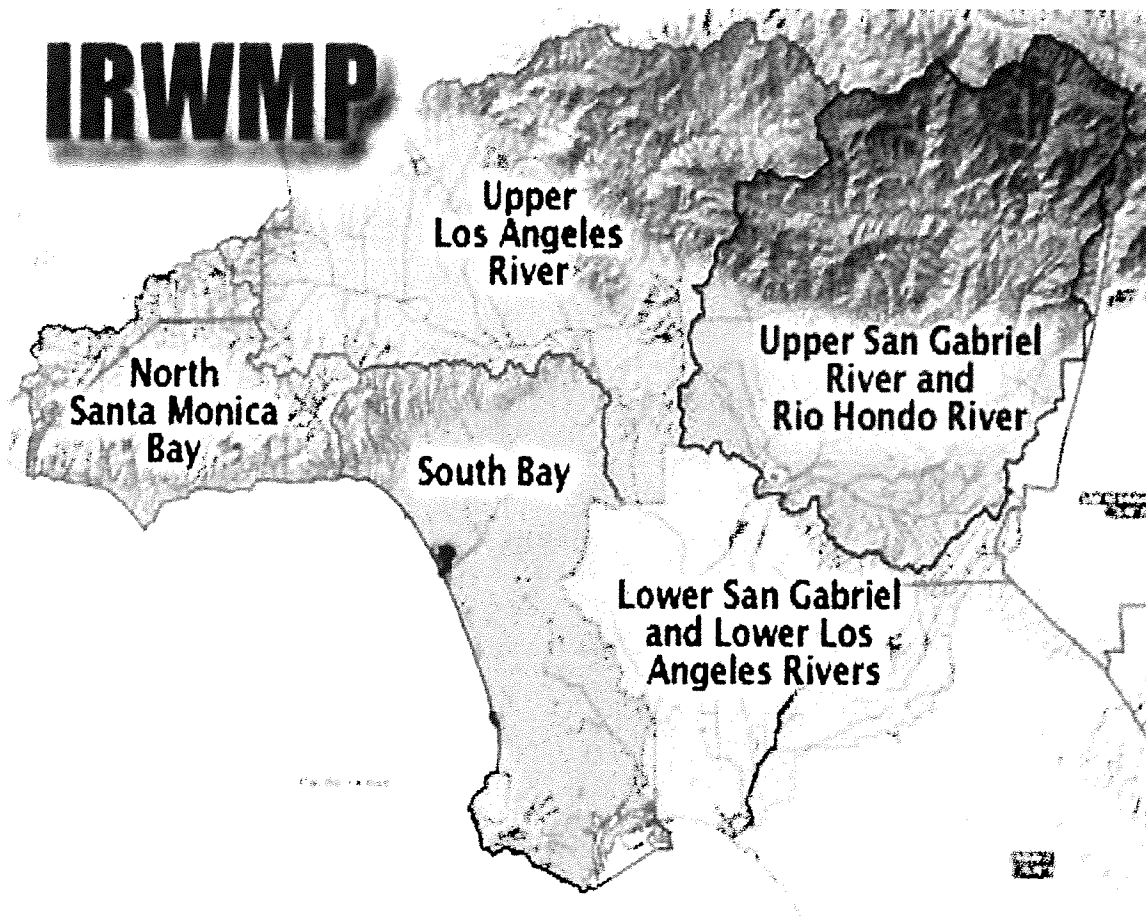 IRWMP
Upper
Los Angeles
River
Upper San Gabriel
River and
Rio Hondo River
North
Santa Monica
Bay
South Bay
Lower San Gabriel
and Lower Los
Angeles Rivers